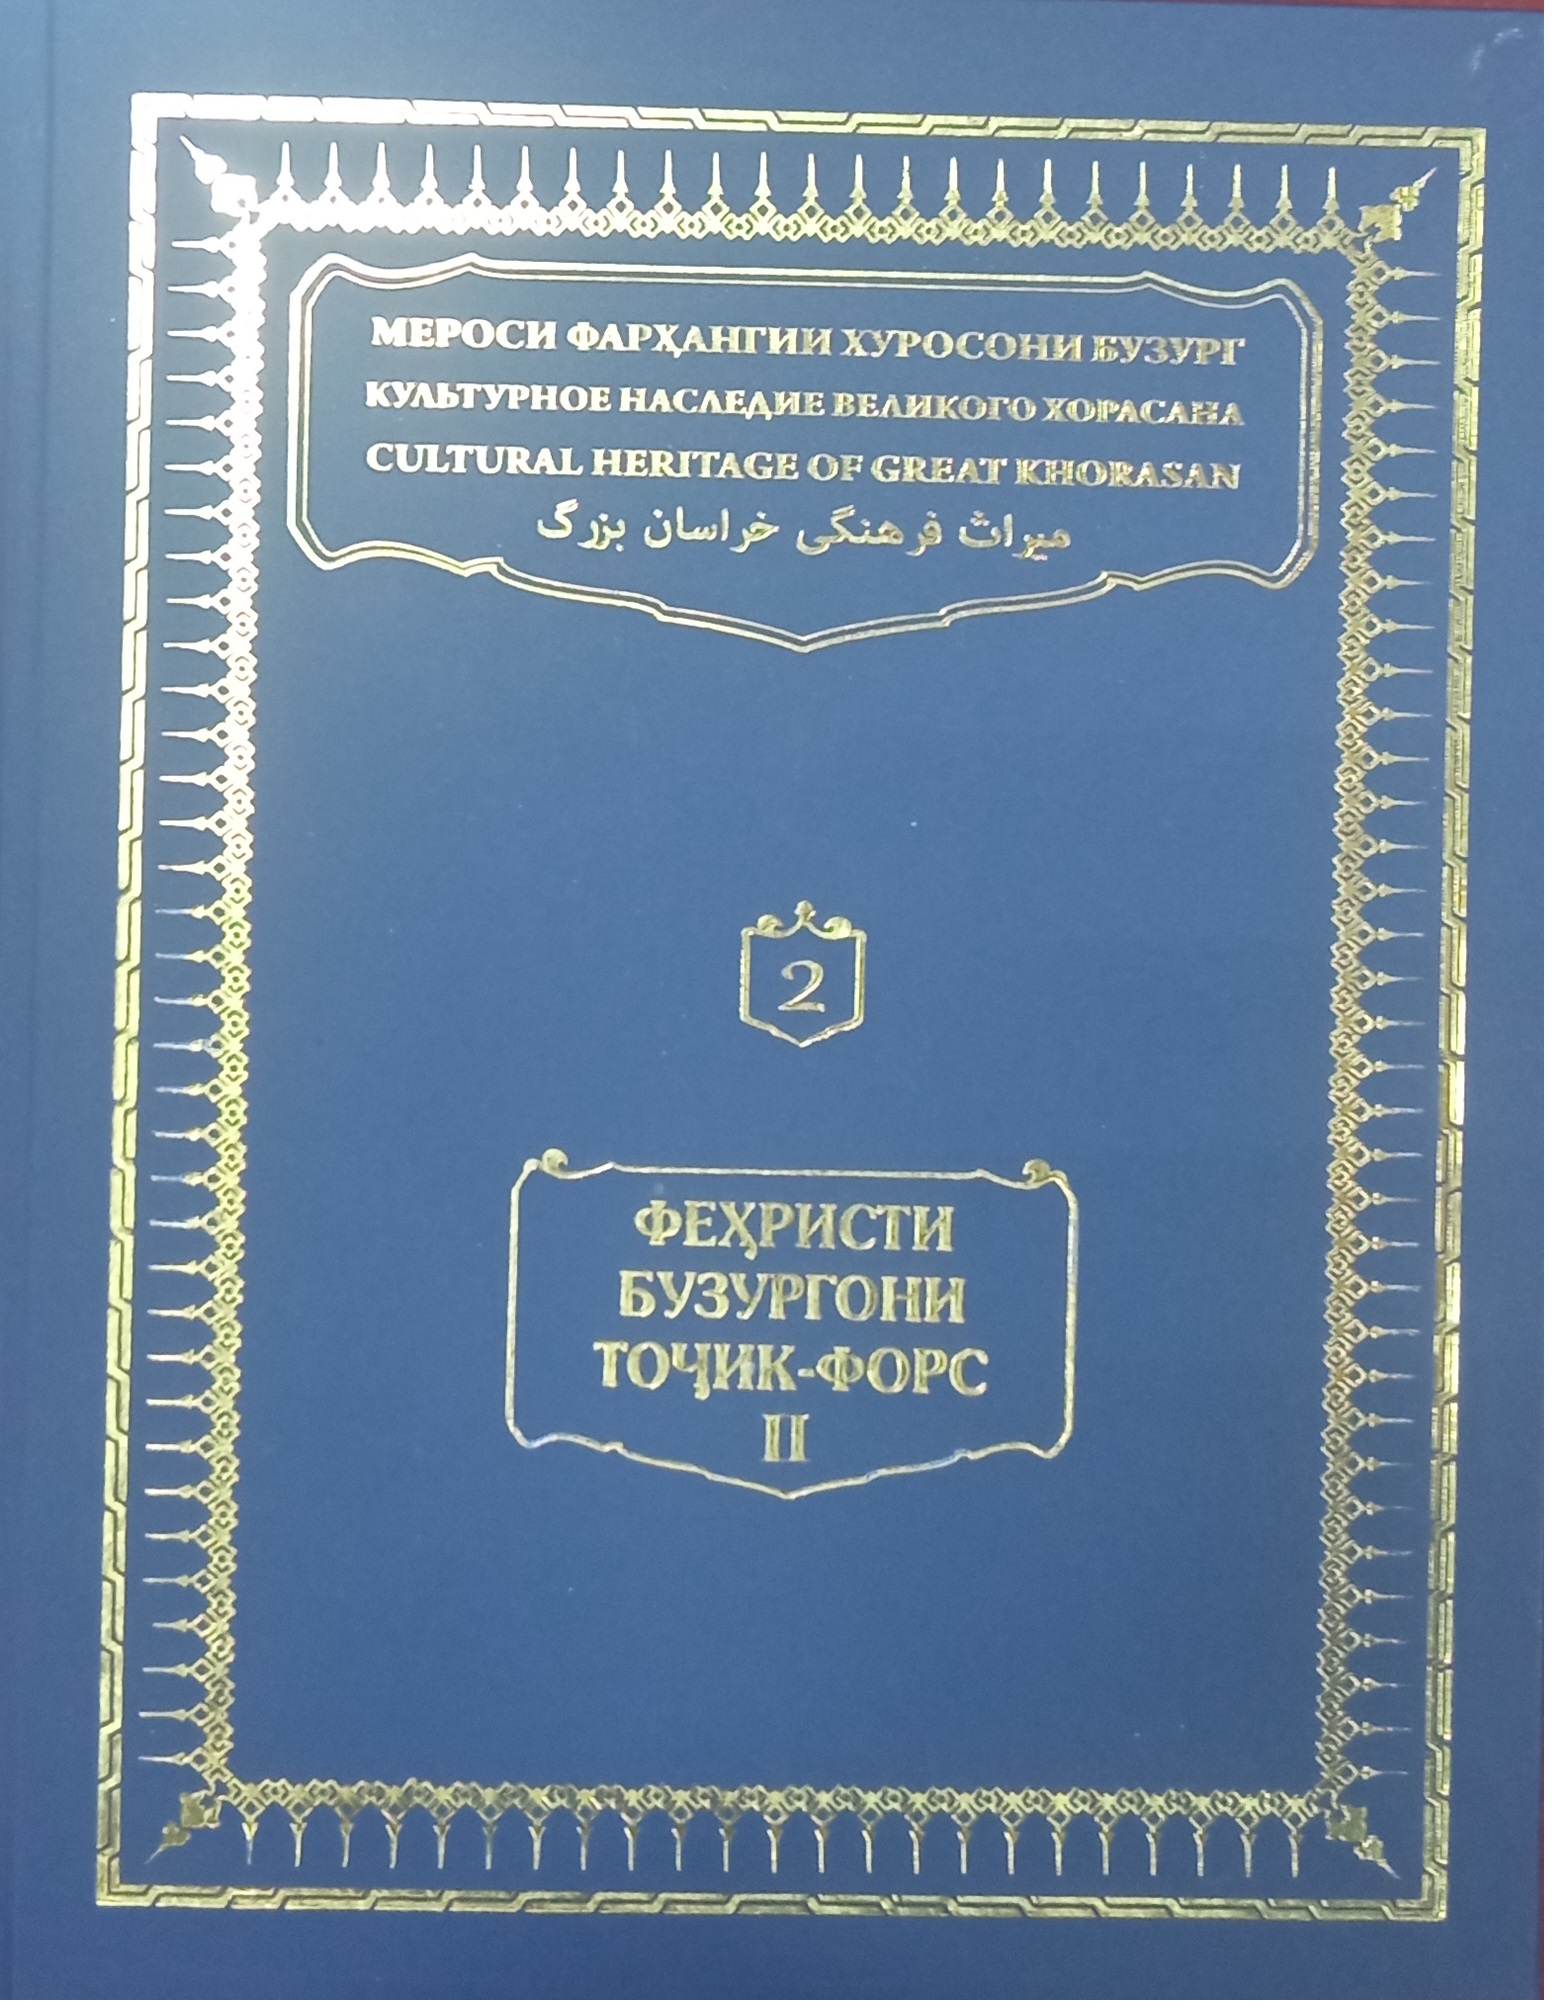 МЕРОСИ ФАРҲАНГИИ ХУРОСОНИ БУЗУРГ
КУЛЬТУРНОЕ НАСЛЕДИЕ ВЕЛИКОГО ХОРАСАНА
CULTURAL HERITAGE OF GREAT KHORASAN
میراث فرهنگی خراسان بزرگ
2
ФЕҲРИСТИ
БУЗУРГОНИ
ТОҶИК-ФОРС
II